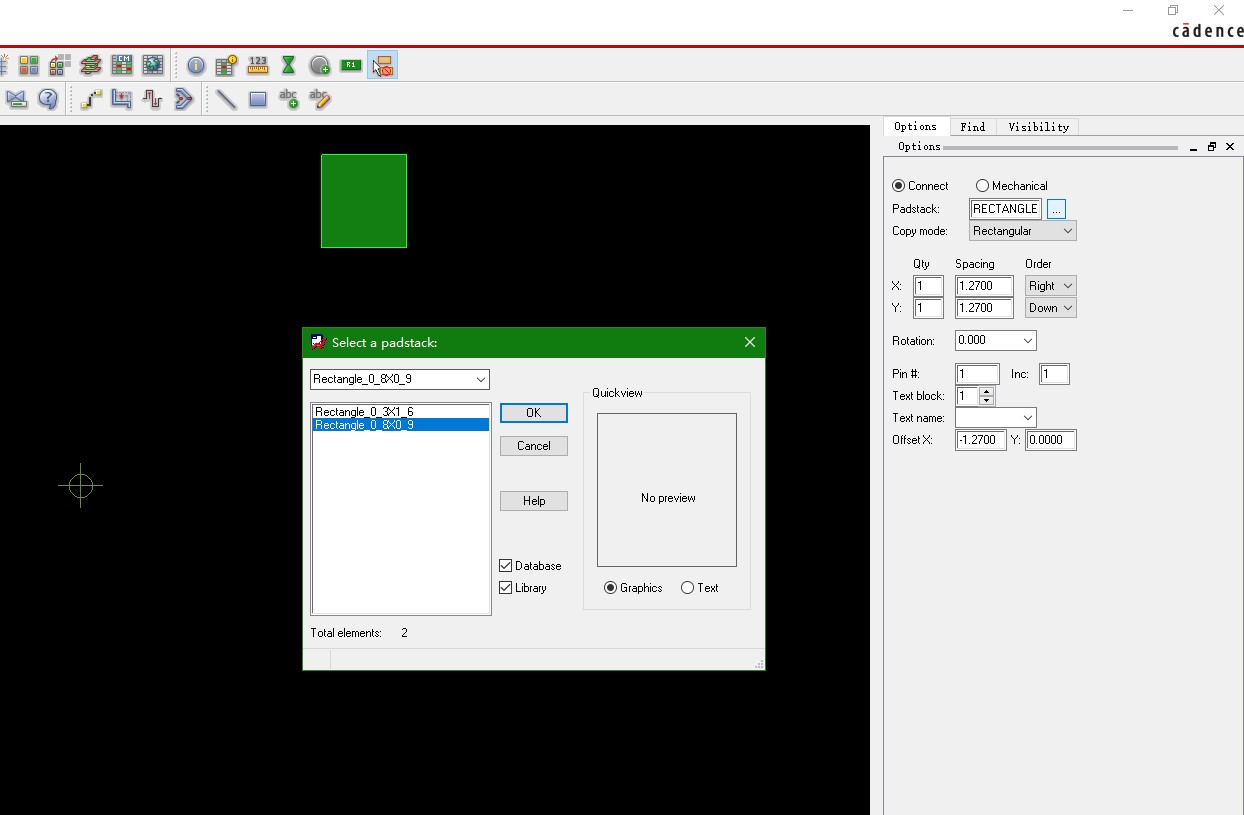 cādence
CM
123
R1
abc
abc
Options
Find
Visibility
Options
Connect
Mechanical
Padstack:
RECTANGLE
...
Copy mode:
Rectangular
Qty
Spacing
Order
X:
1
1.2700
Right
Y:
1
1.2700
Down
Rotation:
0.000
Pin #:
1
Inc:
1
Text block:
1
Text name:
Offset X:
-1.2700
Y:
0.0000
Select a padstack:
Rectangle_0_8X0_9
Rectangle_0_3X1_6
Rectangle_0_8X0_9
OK
Cancel
Help
Database
Library
Quickview
No preview
Graphics
Text
Total elements:
2